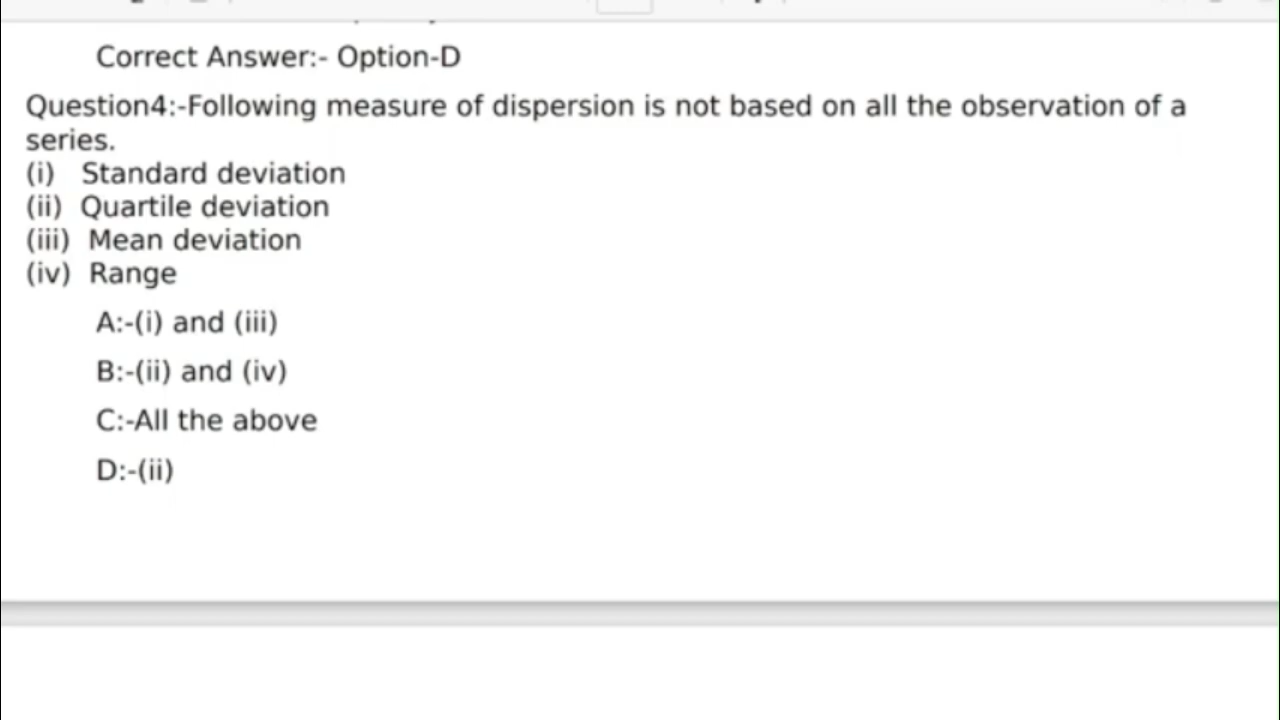 Correct Answer:- Option-D
Question4:-Following measure of dispersion is not based on all the observation of a
series.
(i) Standard deviation
(ii) Quartile deviation
(iii) Mean deviation
(iv) Range
A:-(i) and (iii)
B:-(ii) and (iv)
C:-All the above
D:-(ii)